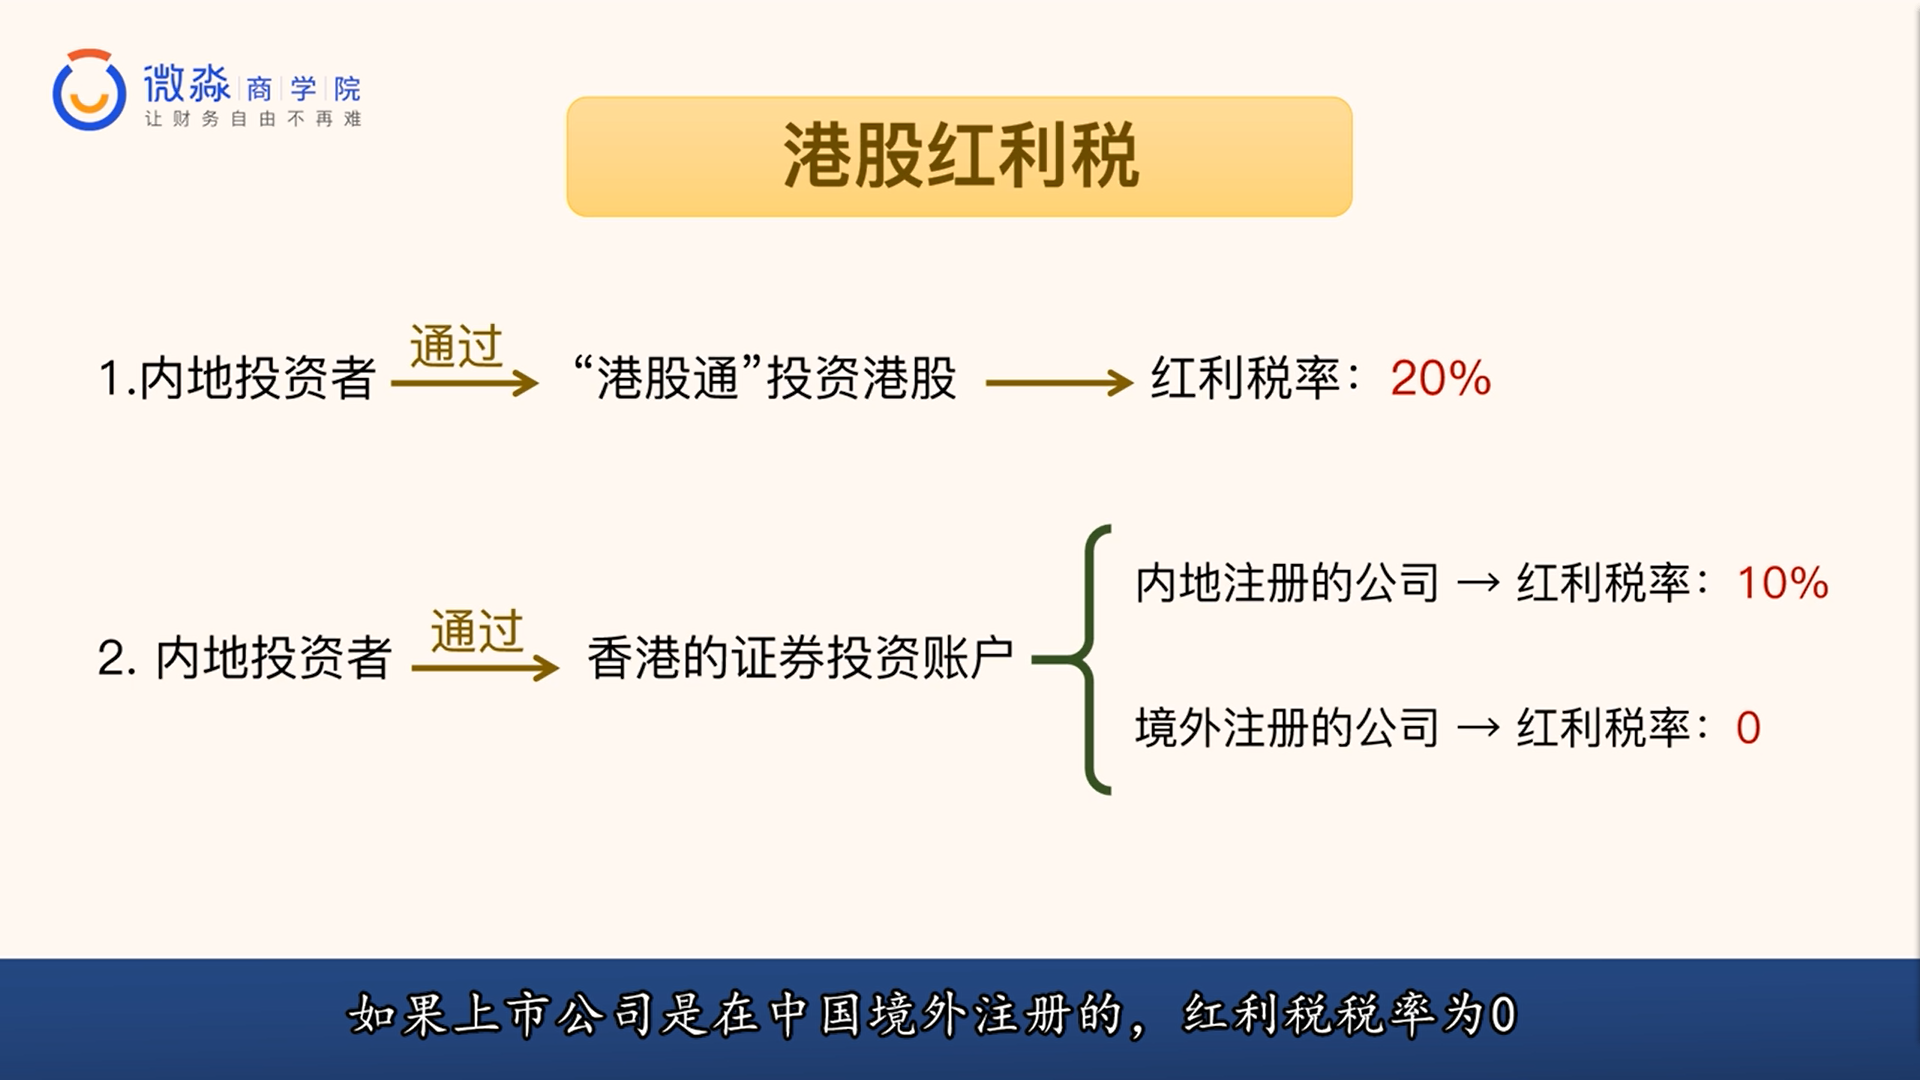 微淼商学院
让财务自由不再难
港股红利税
1.内地投资者 通过 “港股通”投资港股 → 红利税率：20%
2. 内地投资者 通过 香港的证券投资账户
内地注册的公司 → 红利税率：10%
境外注册的公司 → 红利税率：0
如果上市公司是在中国境外注册的，红利税税率为0